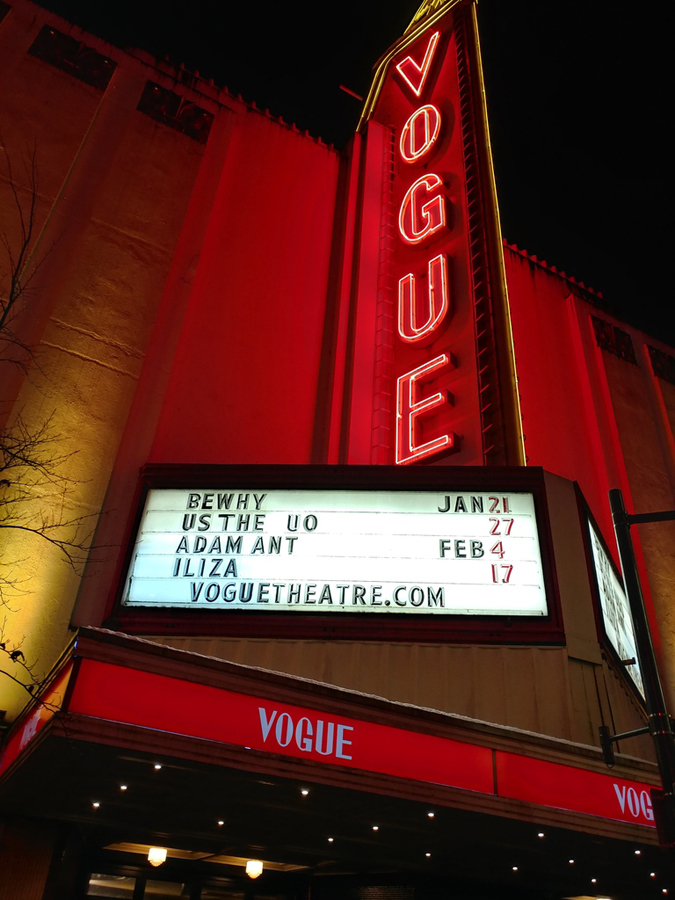 VOGUE
BEWHY JAN 21
US THE UO 27
ADAM ANT FEB 4
ILIZA 17
VOGUETHEATRE.COM
VOGUE
VOG